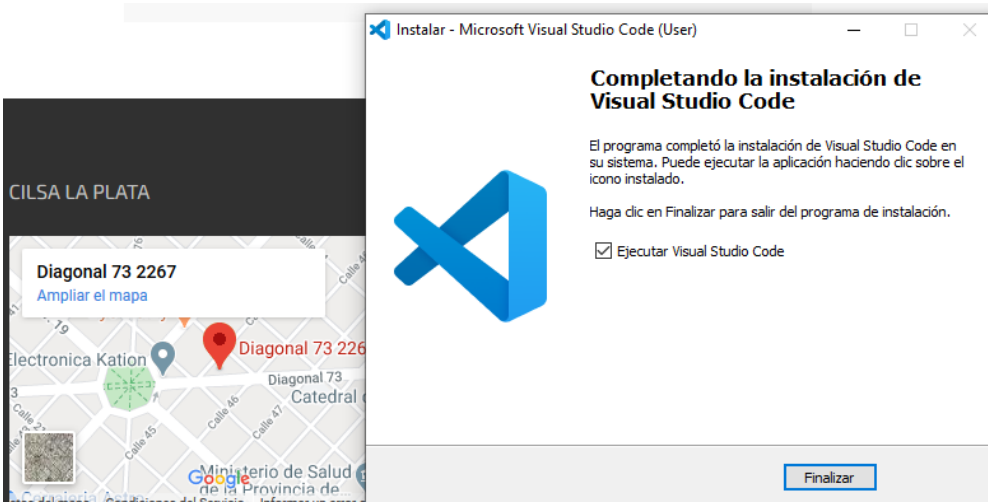 Instalar - Microsoft Visual Studio Code (User)
Completando la instalación de
Visual Studio Code
El programa completó la instalación de Visual Studio Code en
su sistema. Puede ejecutar la aplicación haciendo clic sobre el
icono instalado.
Haga clic en Finalizar para salir del programa de instalación.
Ejecutar Visual Studio Code
Finalizar
CILSA LA PLATA
Diagonal 73 2267
Ampliar el mapa
19
76
Calle
Electronica Kation
Diagonal 73 226
Diagonal 73
Catedral
3
Calle 46
Calle 47
Calle 45
Ministerio de Salud
de la Provincia de
Google